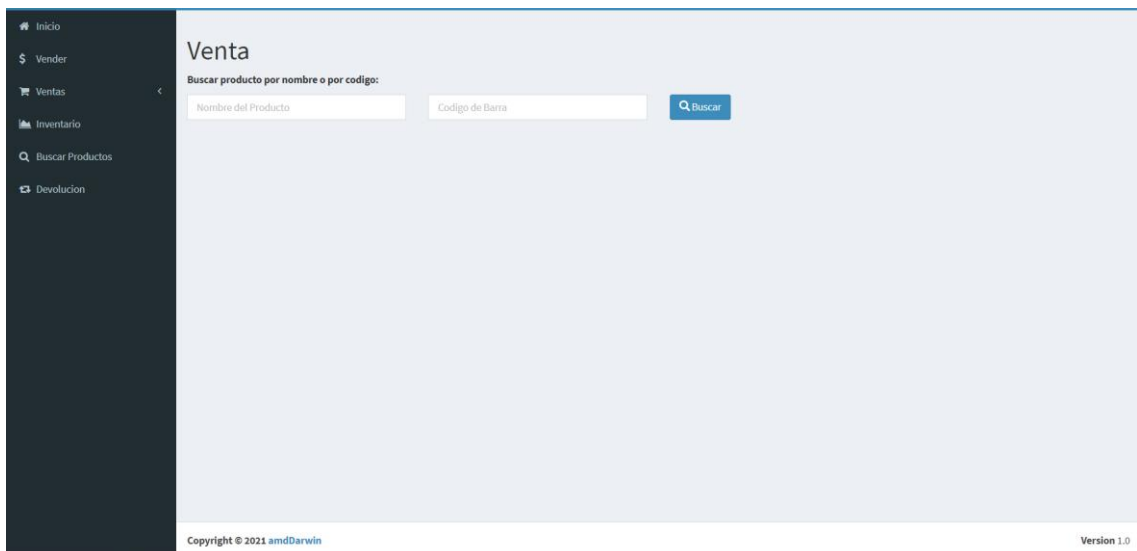 Inicio
$ Vender
Ventas
Inventario
Buscar Productos
Devolucion
Venta
Buscar producto por nombre o por codigo:
Nombre del Producto
Codigo de Barra
Buscar
Copyright © 2021 amdDarwin
Version 1.0